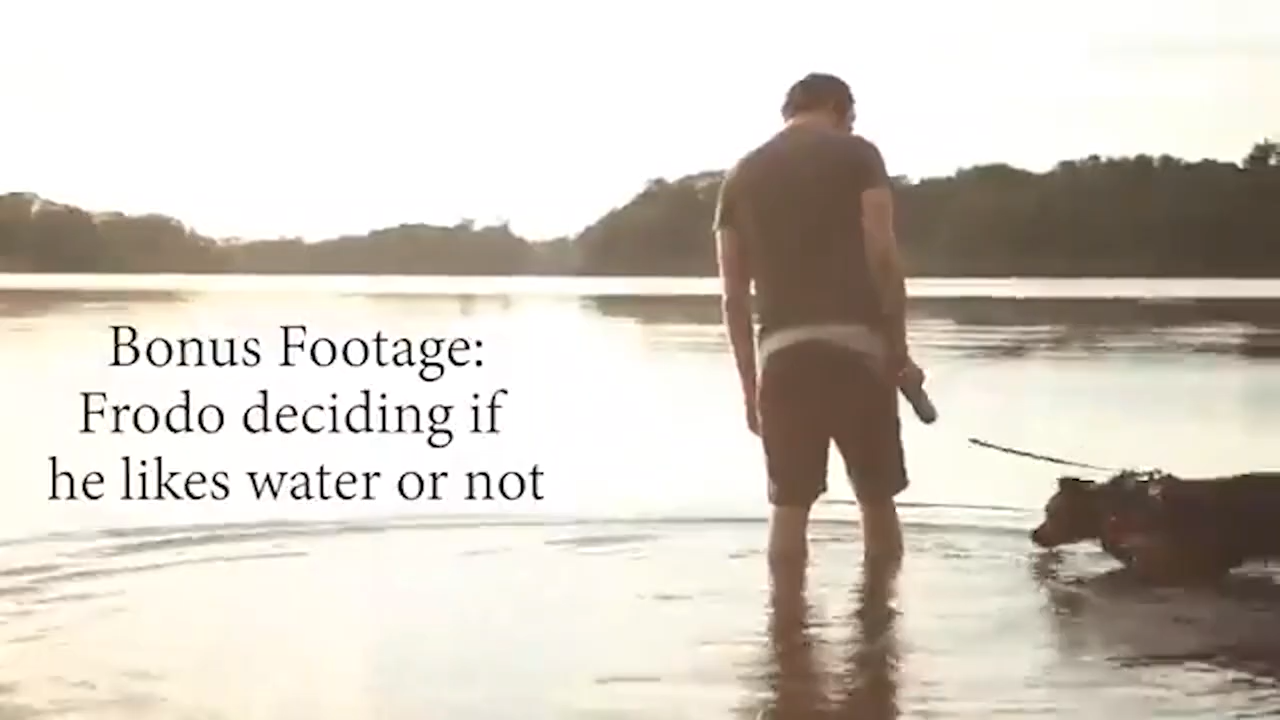 Bonus Footage:
Frodo deciding if
he likes water or not